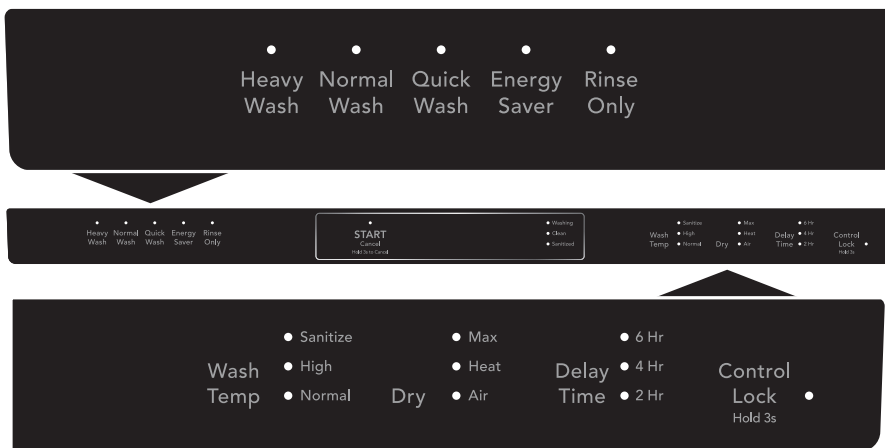 Heavy Normal Quick Energy Rinse
Wash Wash Wash Saver Only
Heavy Normal Quick Energy Rinse
Wash Wash Wash Saver Only
START
Cancel
Hold 3s to Cancel
Washing
Clean
Sanitized
Wash
Temp
Sanitize
High
Normal
Dry
Max
Heat
Air
Delay
Time
6 Hr
4 Hr
2 Hr
Control
Lock
Hold 3s
Wash
Temp
Sanitize
High
Normal
Dry
Max
Heat
Air
Delay
Time
6 Hr
4 Hr
2 Hr
Control
Lock
Hold 3s